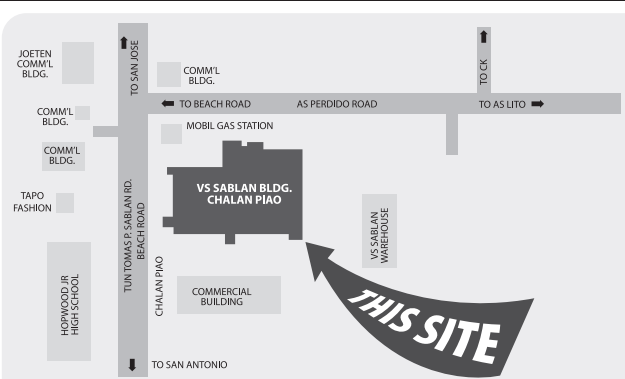 JOETEN
COMM'L
BLDG.
TO SAN JOSE
COMM'L
BLDG.
TO CK
TO BEACH ROAD
AS PERDIDO ROAD
TO AS LITO
COMM'L
BLDG.
MOBIL GAS STATION
COMM'L
BLDG.
VS SABLAN BLDG.
CHALAN PIAO
TAPO
FASHION
TUN TOMAS P. SABLAN RD.
BEACH ROAD
VS SABLAN
WAREHOUSE
CHALAN PIAO
HOPWOOD JR
HIGH SCHOOL
COMMERCIAL
BUILDING
THIS SITE
TO SAN ANTONIO